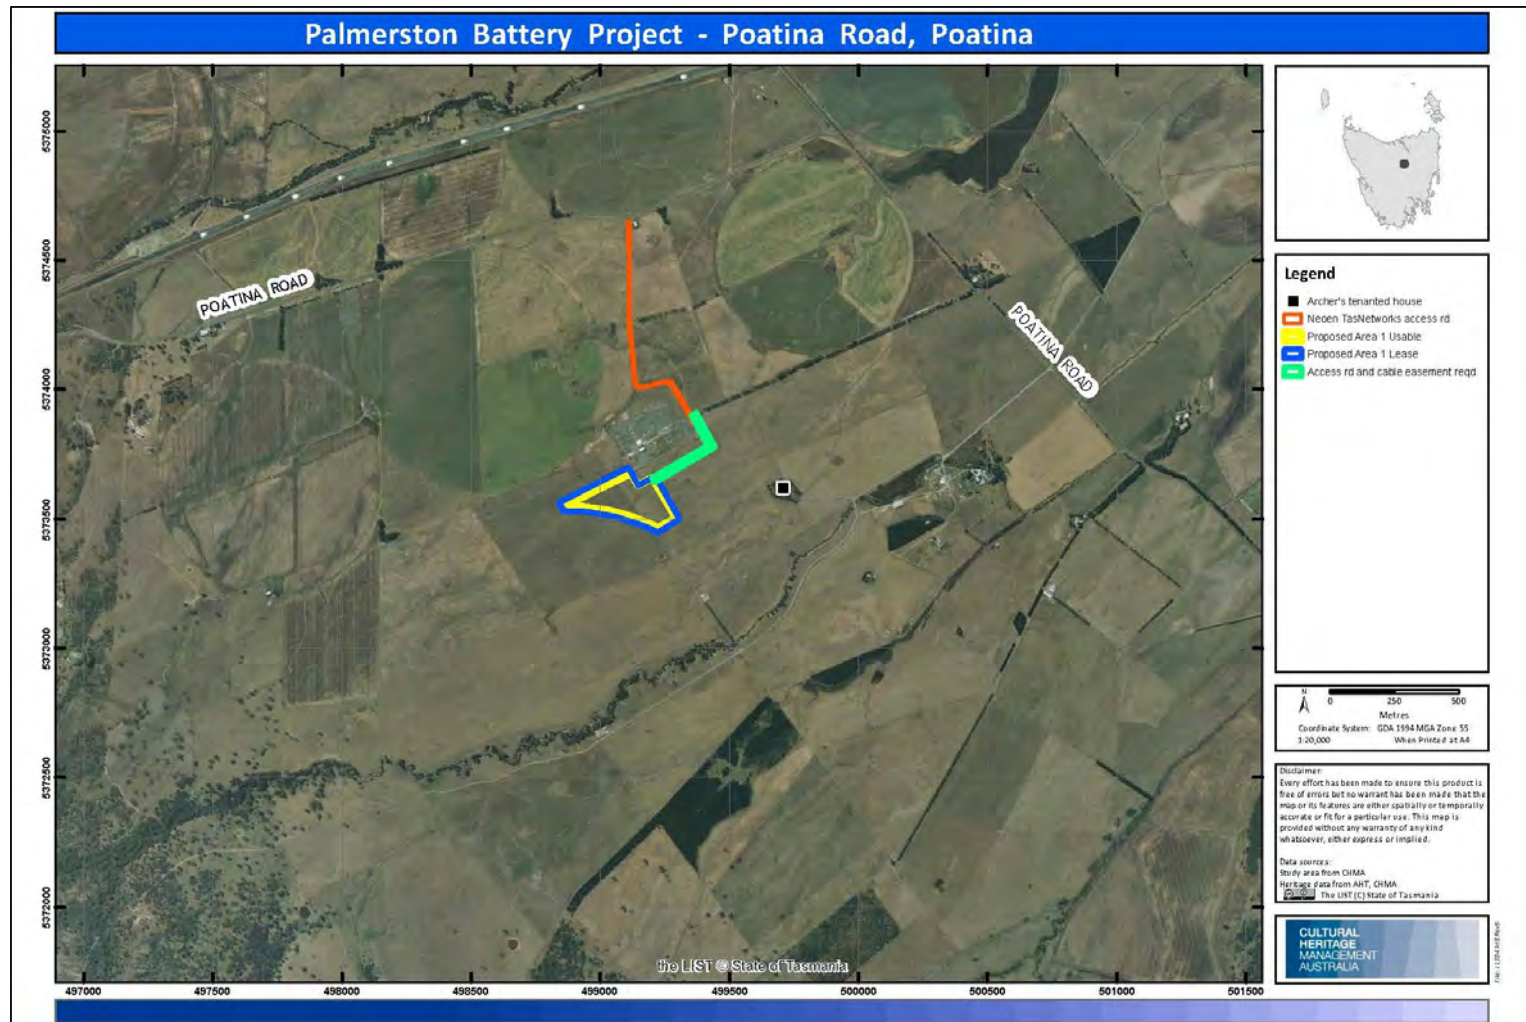 Palmerston Battery Project - Poatina Road, Poatina
5375000
5374500
5374000
5373500
5373000
5372500
5372000
POATINA ROAD
POATINA ROAD
the LIST © State of Tasmania
497000 497500 498000 498500 499000 499500 500000 500500 501000 501500
Legend
Archer's tenanted house
Neoen TasNetworks access rd
Proposed Area 1 Usable
Proposed Area 1 Lease
Access rd and cable easement reqd
N
0 250 500
Metres
Coordinate System: GDA 1994 MGA Zone 55
1:20,000 When Printed at A4
Disclaimer:
Every effort has been made to ensure this product is
free of errors but no warrant has been made that the
map or its features are either spatially or temporally
accurate or fit for a particular use. This map is
provided without any warranty of any kind
whatsoever, either express or implied.
Data sources:
Study area from CHMA
Heritage data from AHT, CHMA
The LIST (C) State of Tasmania
CULTURAL
HERITAGE
MANAGEMENT
AUSTRALIA